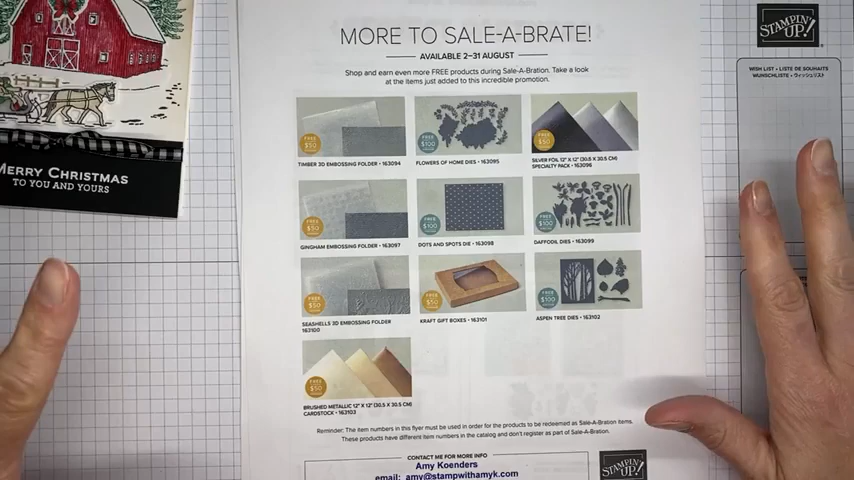 MORE TO SALE-A-BRATE!
AVAILABLE 2–31 AUGUST
Shop and earn even more FREE products during Sale-A-Bration. Take a look
at the items just added to this incredible promotion.
FREE $50
TIMBER 3D EMBOSSING FOLDER • 163094
FREE $100
FLOWERS OF HOME DIES • 163095
FREE $50
SILVER FOIL 12" X 12" (30.5 X 30.5 CM)
SPECIALTY PACK • 163096
FREE $50
GINGHAM EMBOSSING FOLDER • 163097
FREE $100
DOTS AND SPOTS DIE • 163098
FREE $100
DAFFODIL DIES • 163099
FREE $50
SEASHELLS 3D EMBOSSING FOLDER
163100
FREE $50
KRAFT GIFT BOXES • 163101
FREE $100
ASPEN TREE DIES • 163102
FREE $50
BRUSHED METALLIC 12" X 12" (30.5 X 30.5 CM)
CARDSTOCK • 163103
Reminder: The item numbers in this flyer must be used in order for the products to be redeemed as Sale-A-Bration items.
These products have different item numbers in the catalog and don't register as part of Sale-A-Bration.
CONTACT ME FOR MORE INFO
Amy Koenders
email: amy@stampwithamyk.com
STAMPIN' UP!
MERRY CHRISTMAS
TO YOU AND YOURS
STAMPIN' UP!
WISH LIST • LISTE DE SOUHAITS
WUNSCHLISTE • ウィッシュリスト